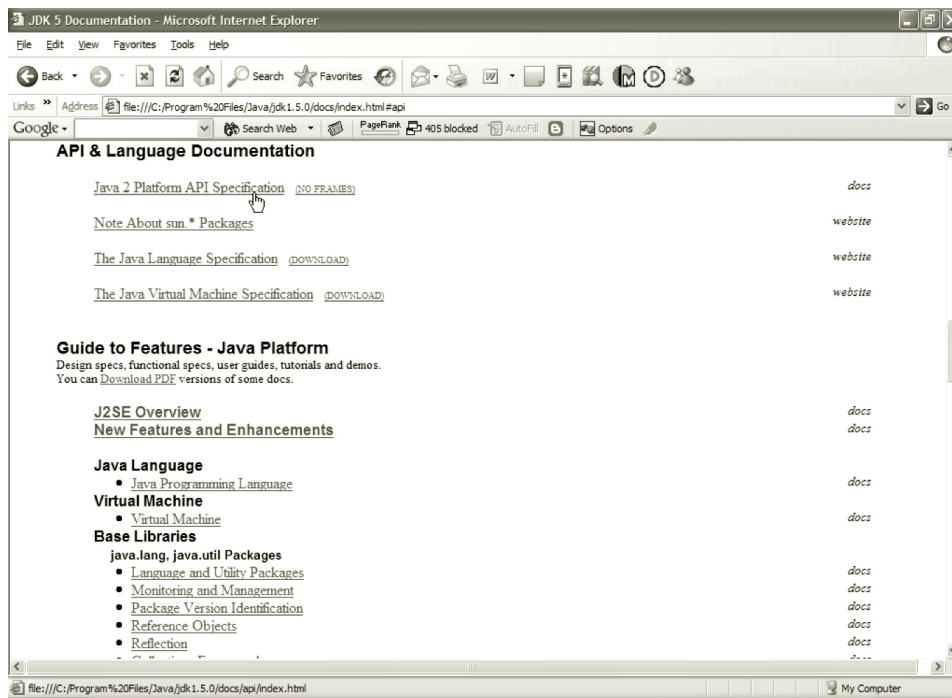 JDK 5 Documentation - Microsoft Internet Explorer
File Edit View Favorites Tools Help
Back Search Favorites
Links » Address file:///C:/Program%20Files/Java/jdk1.5.0/docs/index.html#api Go
Google Search Web PageRank 405 blocked AutoFill Options
API & Language Documentation
Java 2 Platform API Specification (NO FRAMES) docs
Note About sun.* Packages website
The Java Language Specification (DOWNLOAD) website
The Java Virtual Machine Specification (DOWNLOAD) website
Guide to Features - Java Platform
Design specs, functional specs, user guides, tutorials and demos.
You can Download PDF versions of some docs.
J2SE Overview docs
New Features and Enhancements docs
Java Language
Java Programming Language docs
Virtual Machine
Virtual Machine docs
Base Libraries
java.lang, java.util Packages
Language and Utility Packages docs
Monitoring and Management docs
Package Version Identification docs
Reference Objects docs
Reflection docs
file:///C:/Program%20Files/Java/jdk1.5.0/docs/api/index.html My Computer